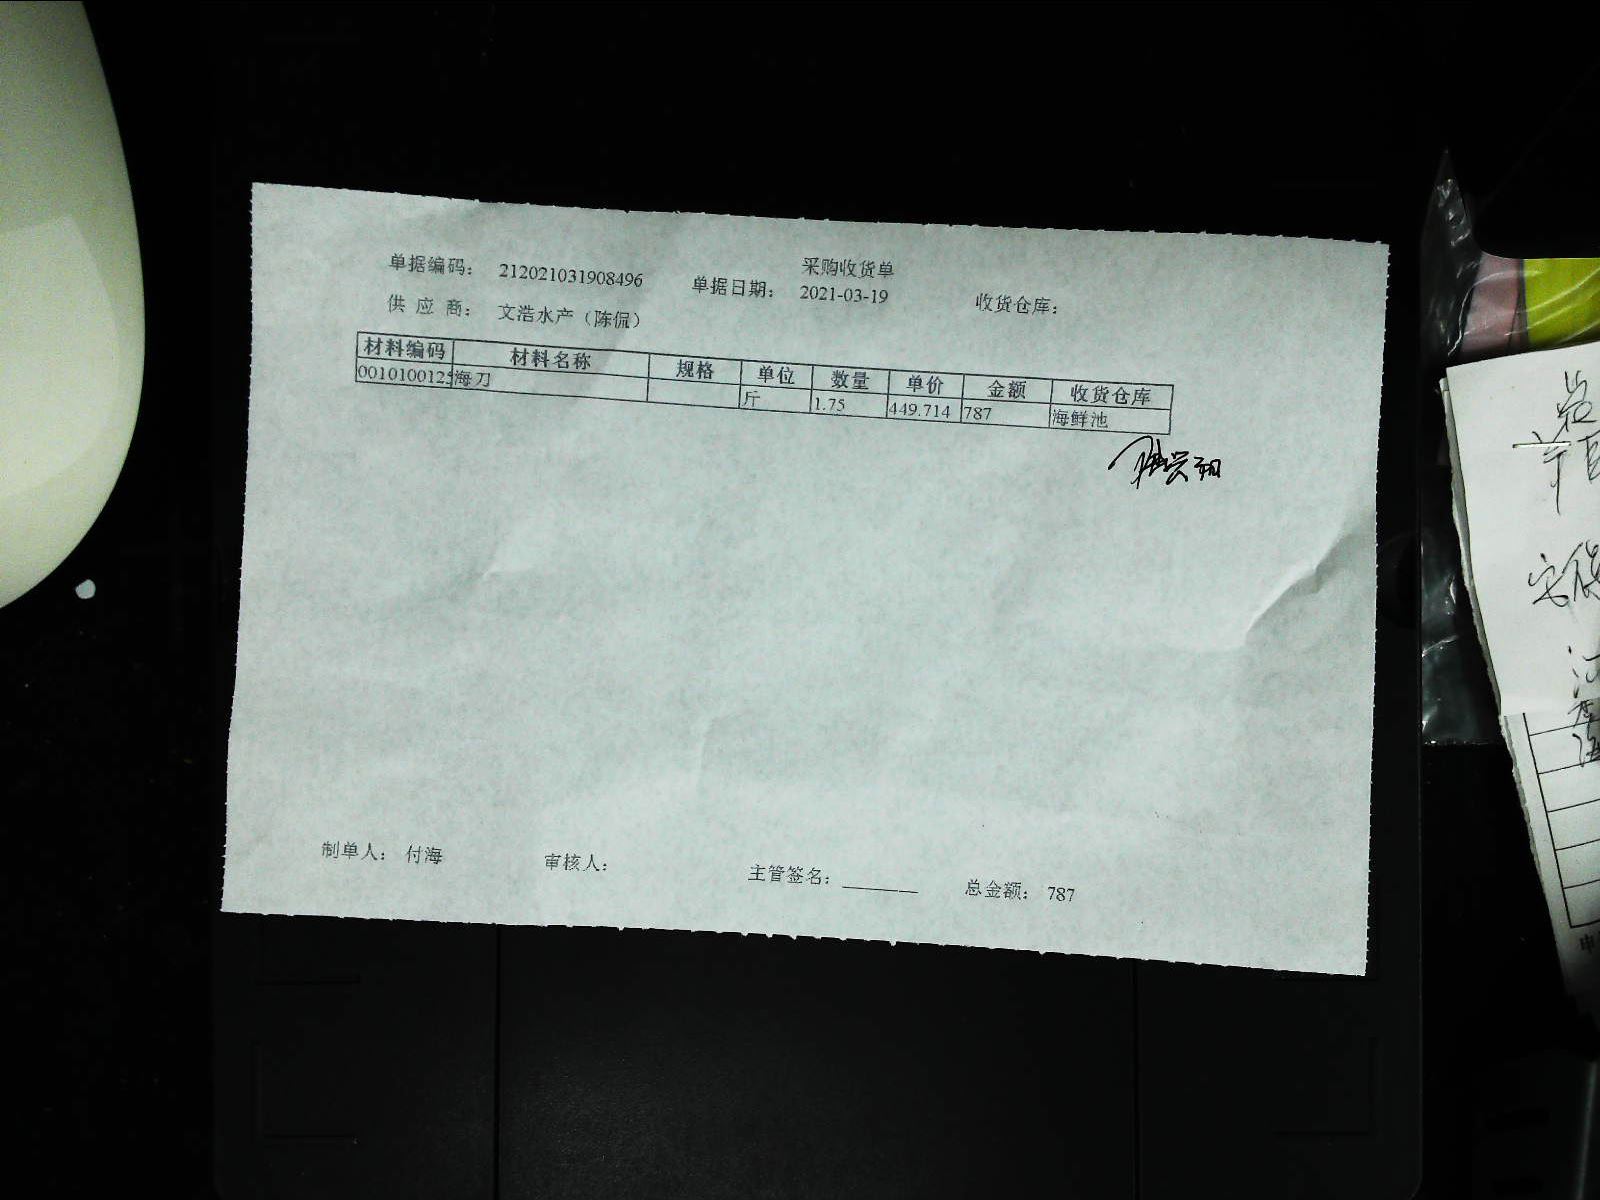 采购收货单
单据编码： 212021031908496 单据日期： 2021-03-19 收货仓库：
供 应 商： 文浩水产（陈侃）
材料编码 材料名称 规格 单位 数量 单价 金额 收货仓库
0010100125 海刀 斤 1.75 449.714 787 海鲜池
制单人： 付海 审核人： 主管签名： 总金额： 787